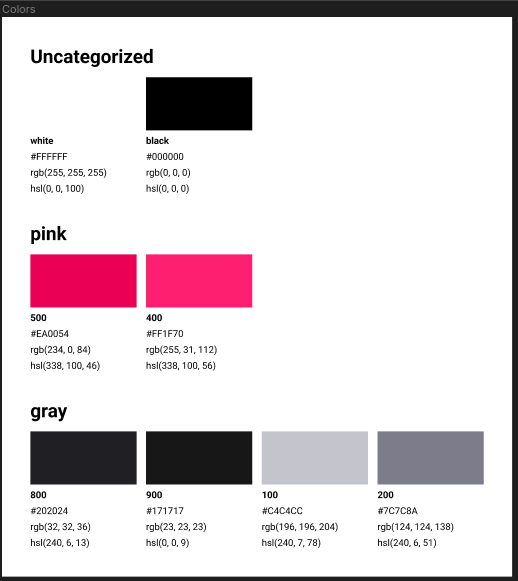 Colors
Uncategorized
white
#FFFFFF
rgb(255, 255, 255)
hsl(0, 0, 100)
black
#000000
rgb(0, 0, 0)
hsl(0, 0, 0)
pink
500
#EA0054
rgb(234, 0, 84)
hsl(338, 100, 46)
400
#FF1F70
rgb(255, 31, 112)
hsl(338, 100, 56)
gray
800
#202024
rgb(32, 32, 36)
hsl(240, 6, 13)
900
#171717
rgb(23, 23, 23)
hsl(0, 0, 9)
100
#C4C4CC
rgb(196, 196, 204)
hsl(240, 7, 78)
200
#7C7C8A
rgb(124, 124, 138)
hsl(240, 6, 51)